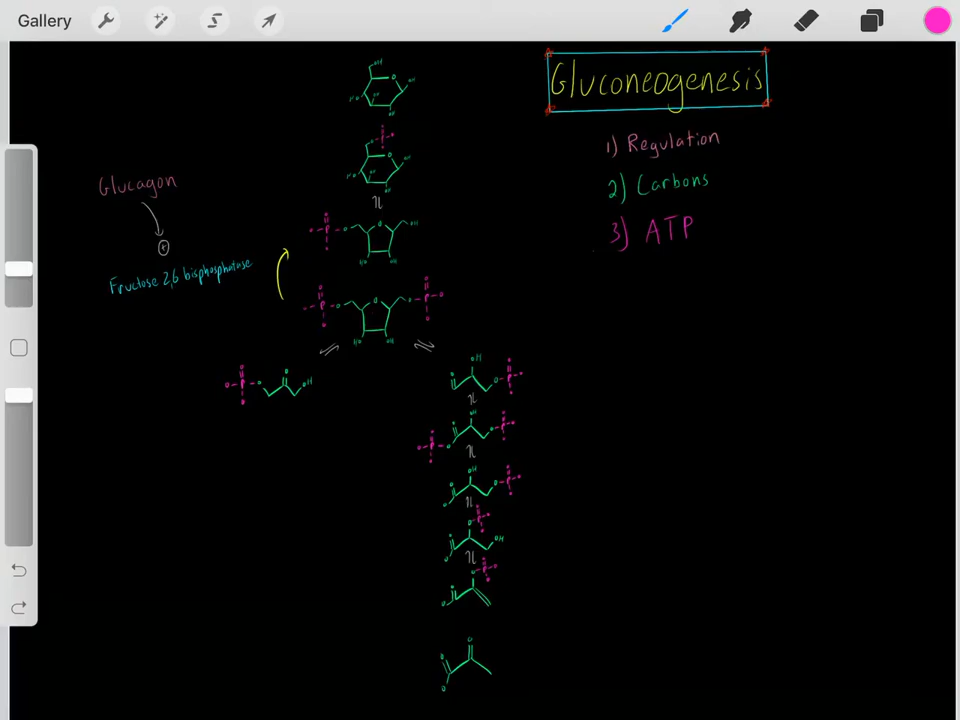 Gallery
Gluconeogenesis
1) Regulation
2) Carbons
3) ATP
Glucagon
+
Fructose 2,6 bisphosphatase